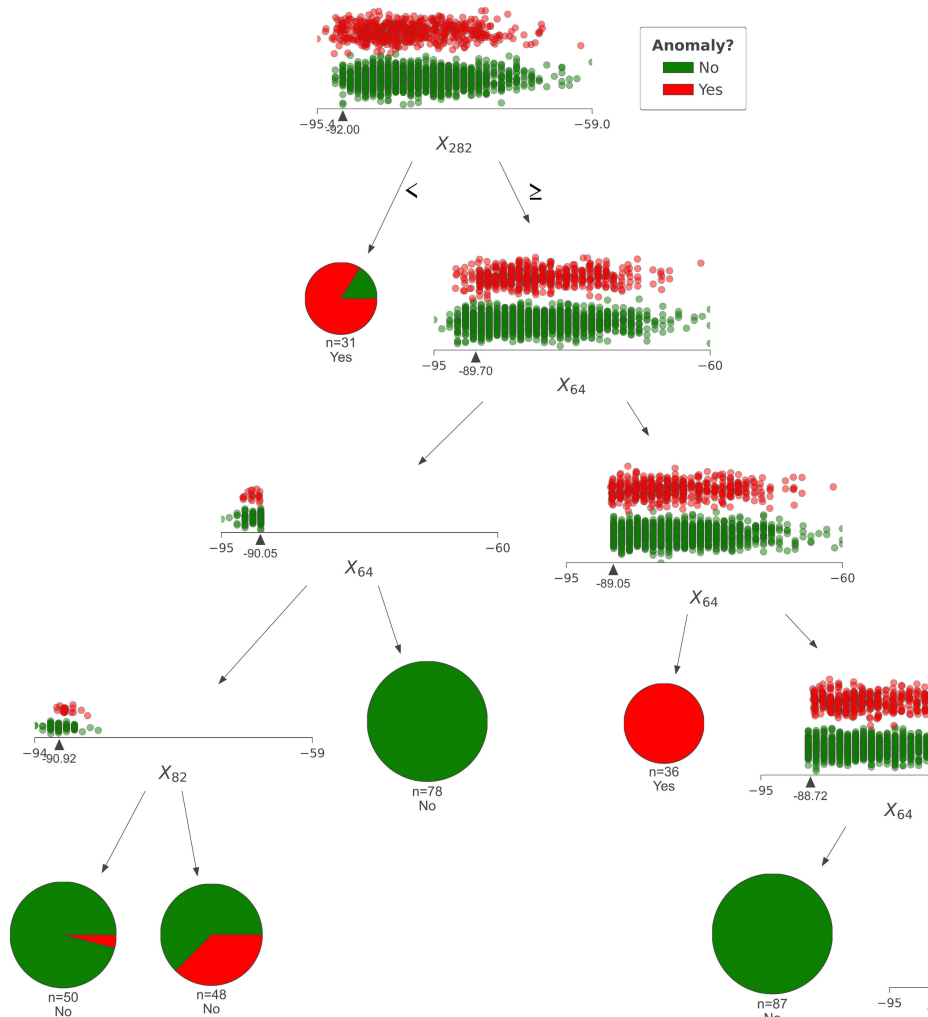 Anomaly?
No
Yes
−95.4
-92.00
−59.0
X282
<
≥
n=31
Yes
−95
-89.70
−60
X64
−95
-90.05
−60
X64
−95
-89.05
−60
X64
−94
-90.92
−59
X82
n=78
No
n=36
Yes
−95
-88.72
X64
n=50
No
n=48
No
n=87
No
−95